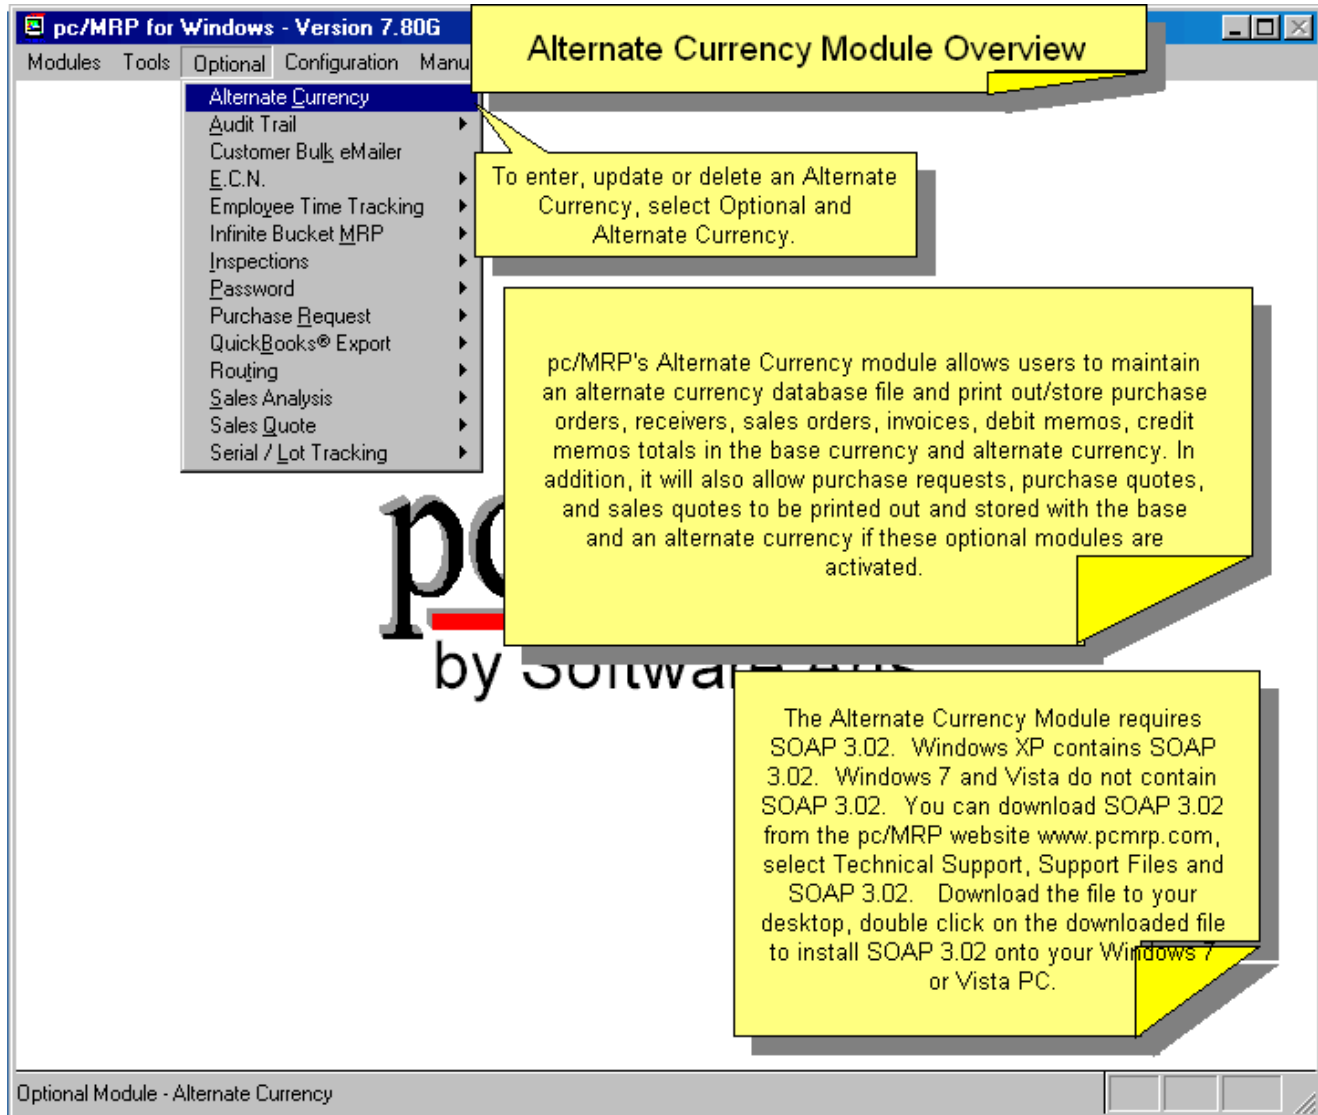 pc/MRP for Windows - Version 7.80G
Alternate Currency Module Overview
Modules Tools Optional Configuration
Alternate Currency
Audit Trail
Customer Bulk eMailer
E.C.N.
Employee Time Tracking
Infinite Bucket MRP
Inspections
Password
Purchase Request
QuickBooks® Export
Routing
Sales Analysis
Sales Quote
Serial / Lot Tracking
To enter, update or delete an Alternate
Currency, select Optional and
Alternate Currency.
pc/MRP's Alternate Currency module allows users to maintain
an alternate currency database file and print out/store purchase
orders, receivers, sales orders, invoices, debit memos, credit
memos totals in the base currency and alternate currency. In
addition, it will also allow purchase requests, purchase quotes,
and sales quotes to be printed out and stored with the base
and an alternate currency if these optional modules are
activated.
pc
by Software
The Alternate Currency Module requires
SOAP 3.02. Windows XP contains SOAP
3.02. Windows 7 and Vista do not contain
SOAP 3.02. You can download SOAP 3.02
from the pc/MRP website www.pcmrp.com,
select Technical Support, Support Files and
SOAP 3.02. Download the file to your
desktop, double click on the downloaded file
to install SOAP 3.02 onto your Windows 7
or Vista PC.
Optional Module - Alternate Currency